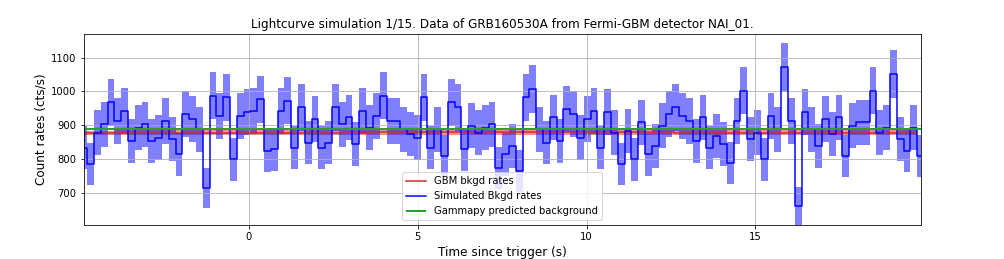 Lightcurve simulation 1/15. Data of GRB160530A from Fermi-GBM detector NAI_01.
Count rates (cts/s)
1100
1000
900
800
700
GBM bkgd rates
Simulated Bkgd rates
Gammapy predicted background
0 5 10 15
Time since trigger (s)